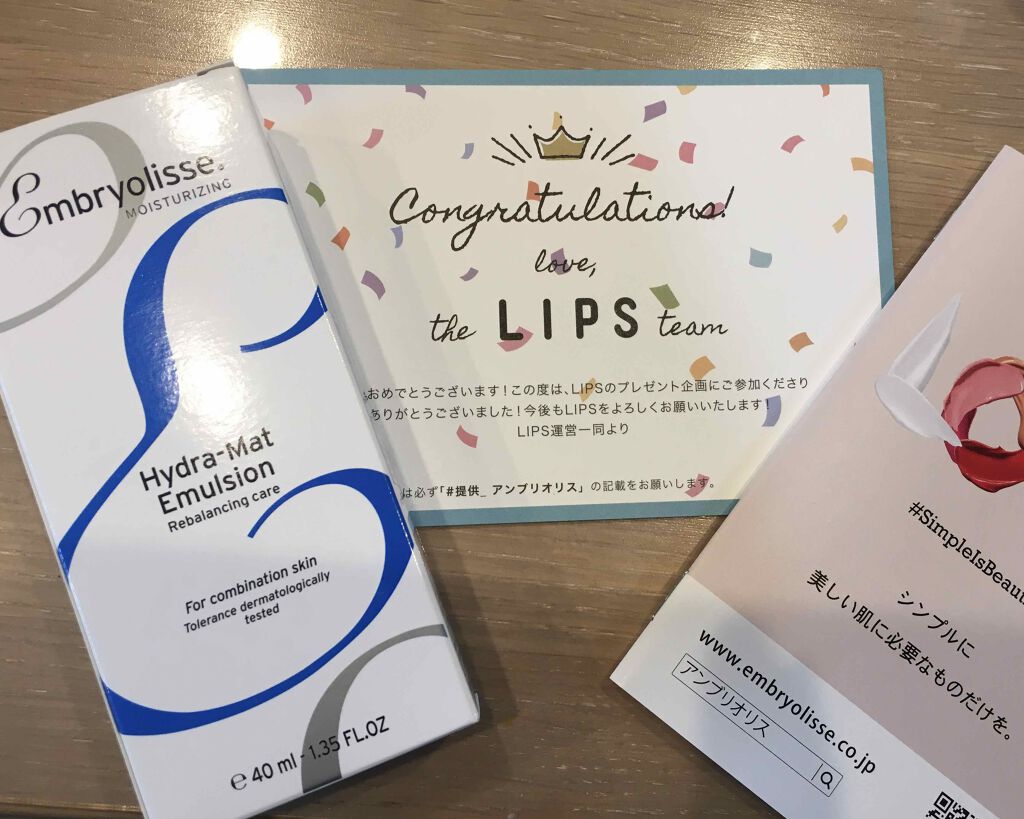 Embryolisse®
MOISTURIZING
Hydra-Mat
Emulsion
Rebalancing care
For combination skin
Tolerance dermatologically
tested
℮ 40 ml - 1.35 FL.OZ
Congratulations!
love,
the LIPS team
おめでとうございます！この度は、LIPSのプレゼント企画にご参加くださり
ありがとうございました！今後もLIPSをよろしくお願いいたします！
LIPS運営一同より
は必ず「#提供_ アンブリオリス」の記載をお願いします。
#SimpleIsBeau
シンプルに
美しい肌に必要なものだけを。
www.embryolisse.co.jp
アンブリオリス